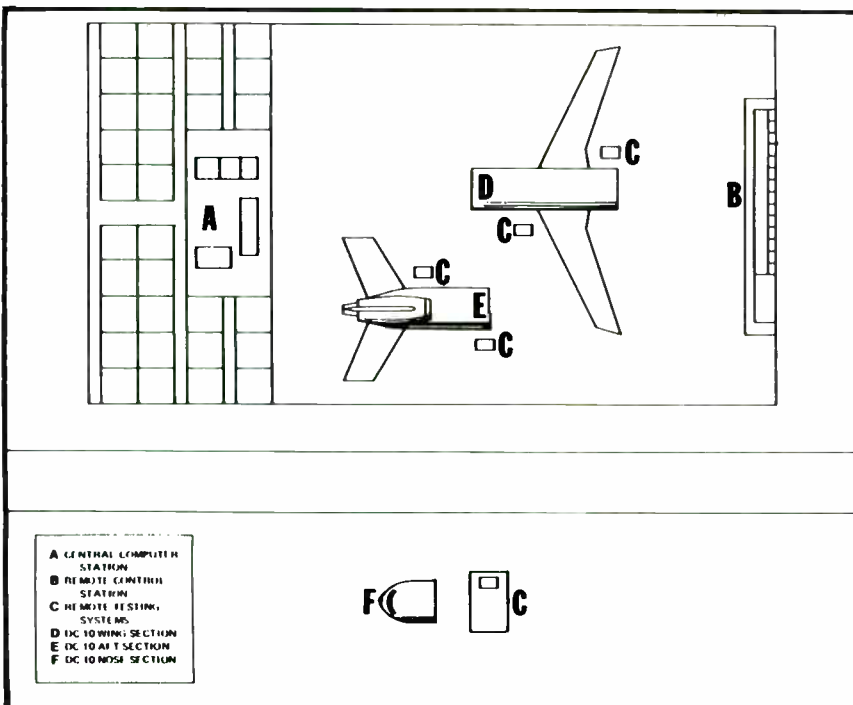 C
D
B
A
C
C
E
C
A CENTRAL COMPUTER
STATION
B REMOTE CONTROL
STATION
C REMOTE TESTING
SYSTEMS
D DC 10 WING SECTION
E DC 10 AFT SECTION
F DC 10 NOSE SECTION
F
C